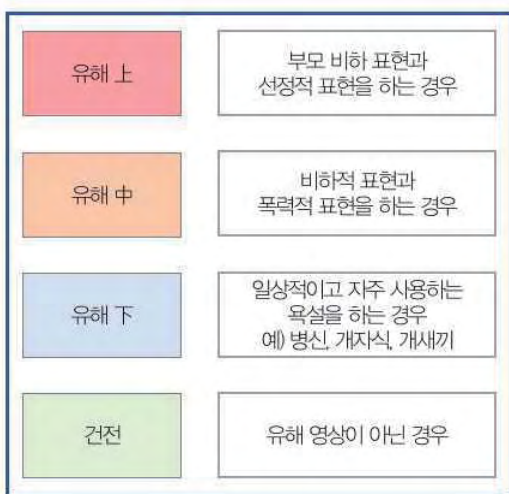 유해 上
부모 비하 표현과
선정적 표현을 하는 경우
유해 中
비하적 표현과
폭력적 표현을 하는 경우
유해 下
일상적이고 자주 사용하는
욕설을 하는 경우
예) 병신, 개자식, 개새끼
건전
유해 영상이 아닌 경우